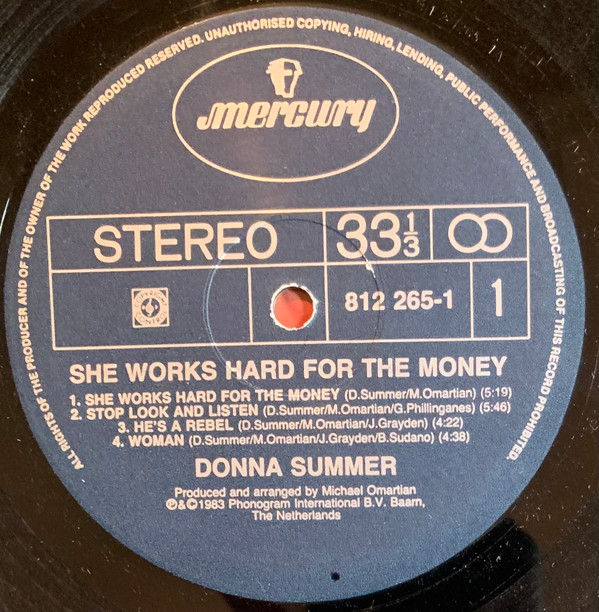 ALL RIGHTS OF THE PRODUCER AND OF THE OWNER OF THE WORK REPRODUCED RESERVED. UNAUTHORISED COPYING, HIRING, LENDING, PUBLIC PERFORMANCE AND BROADCASTING OF THIS RECORD PROHIBITED.
mercury
STEREO 33 1/3
812 265-1 1
SHE WORKS HARD FOR THE MONEY
1. SHE WORKS HARD FOR THE MONEY (D.Summer/M.Omartian) (5:19)
2. STOP LOOK AND LISTEN (D.Summer/M.Omartian/G.Phillinganes) (5:46)
3. HE'S A REBEL (D.Summer/M.Omartian/J.Grayden) (4:22)
4. WOMAN (D.Summer/M.Omartian/J.Grayden/B.Sudano) (4:38)
DONNA SUMMER
Produced and arranged by Michael Omartian
℗&©1983 Phonogram International B.V. Baarn,
The Netherlands